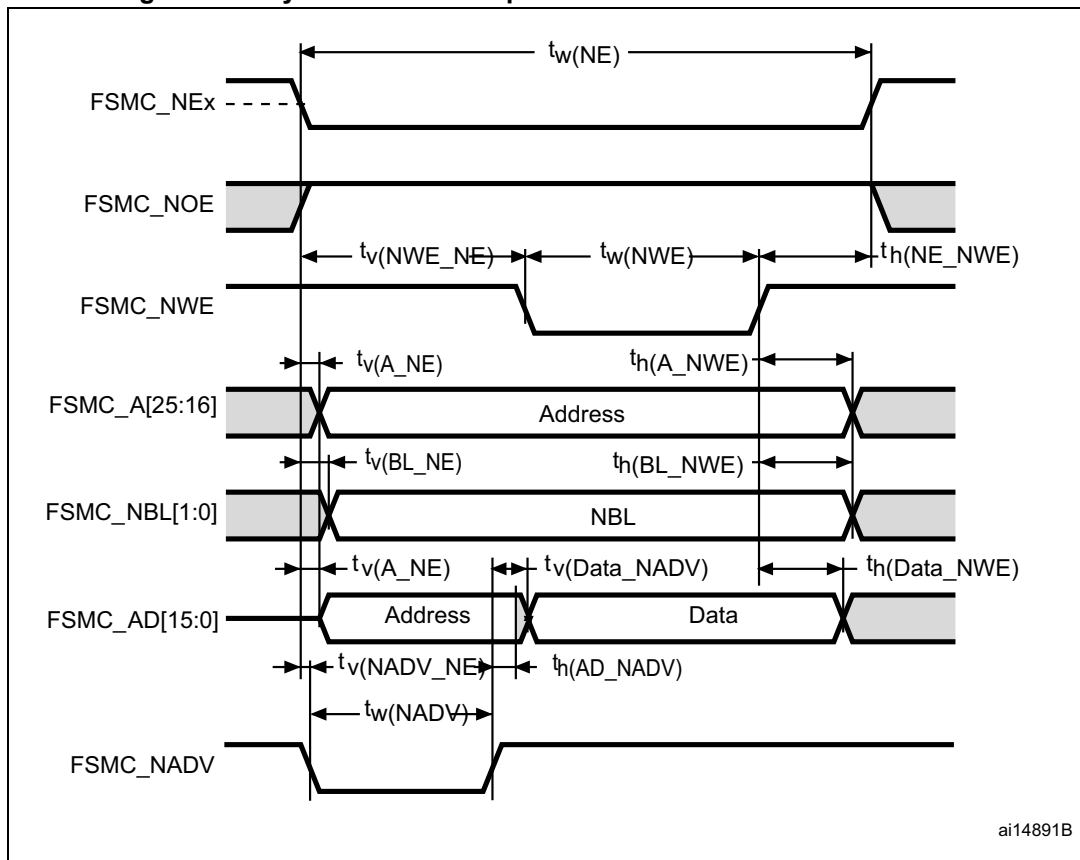 tw(NE)
FSMC_NEx
FSMC_NOE
tv(NWE_NE) tw(NWE) th(NE_NWE)
FSMC_NWE
tv(A_NE) th(A_NWE)
FSMC_A[25:16] Address
tv(BL_NE) th(BL_NWE)
FSMC_NBL[1:0] NBL
tv(A_NE) tv(Data_NADV) th(Data_NWE)
FSMC_AD[15:0] Address Data
tv(NADV_NE) th(AD_NADV)
tw(NADV)
FSMC_NADV
ai14891B